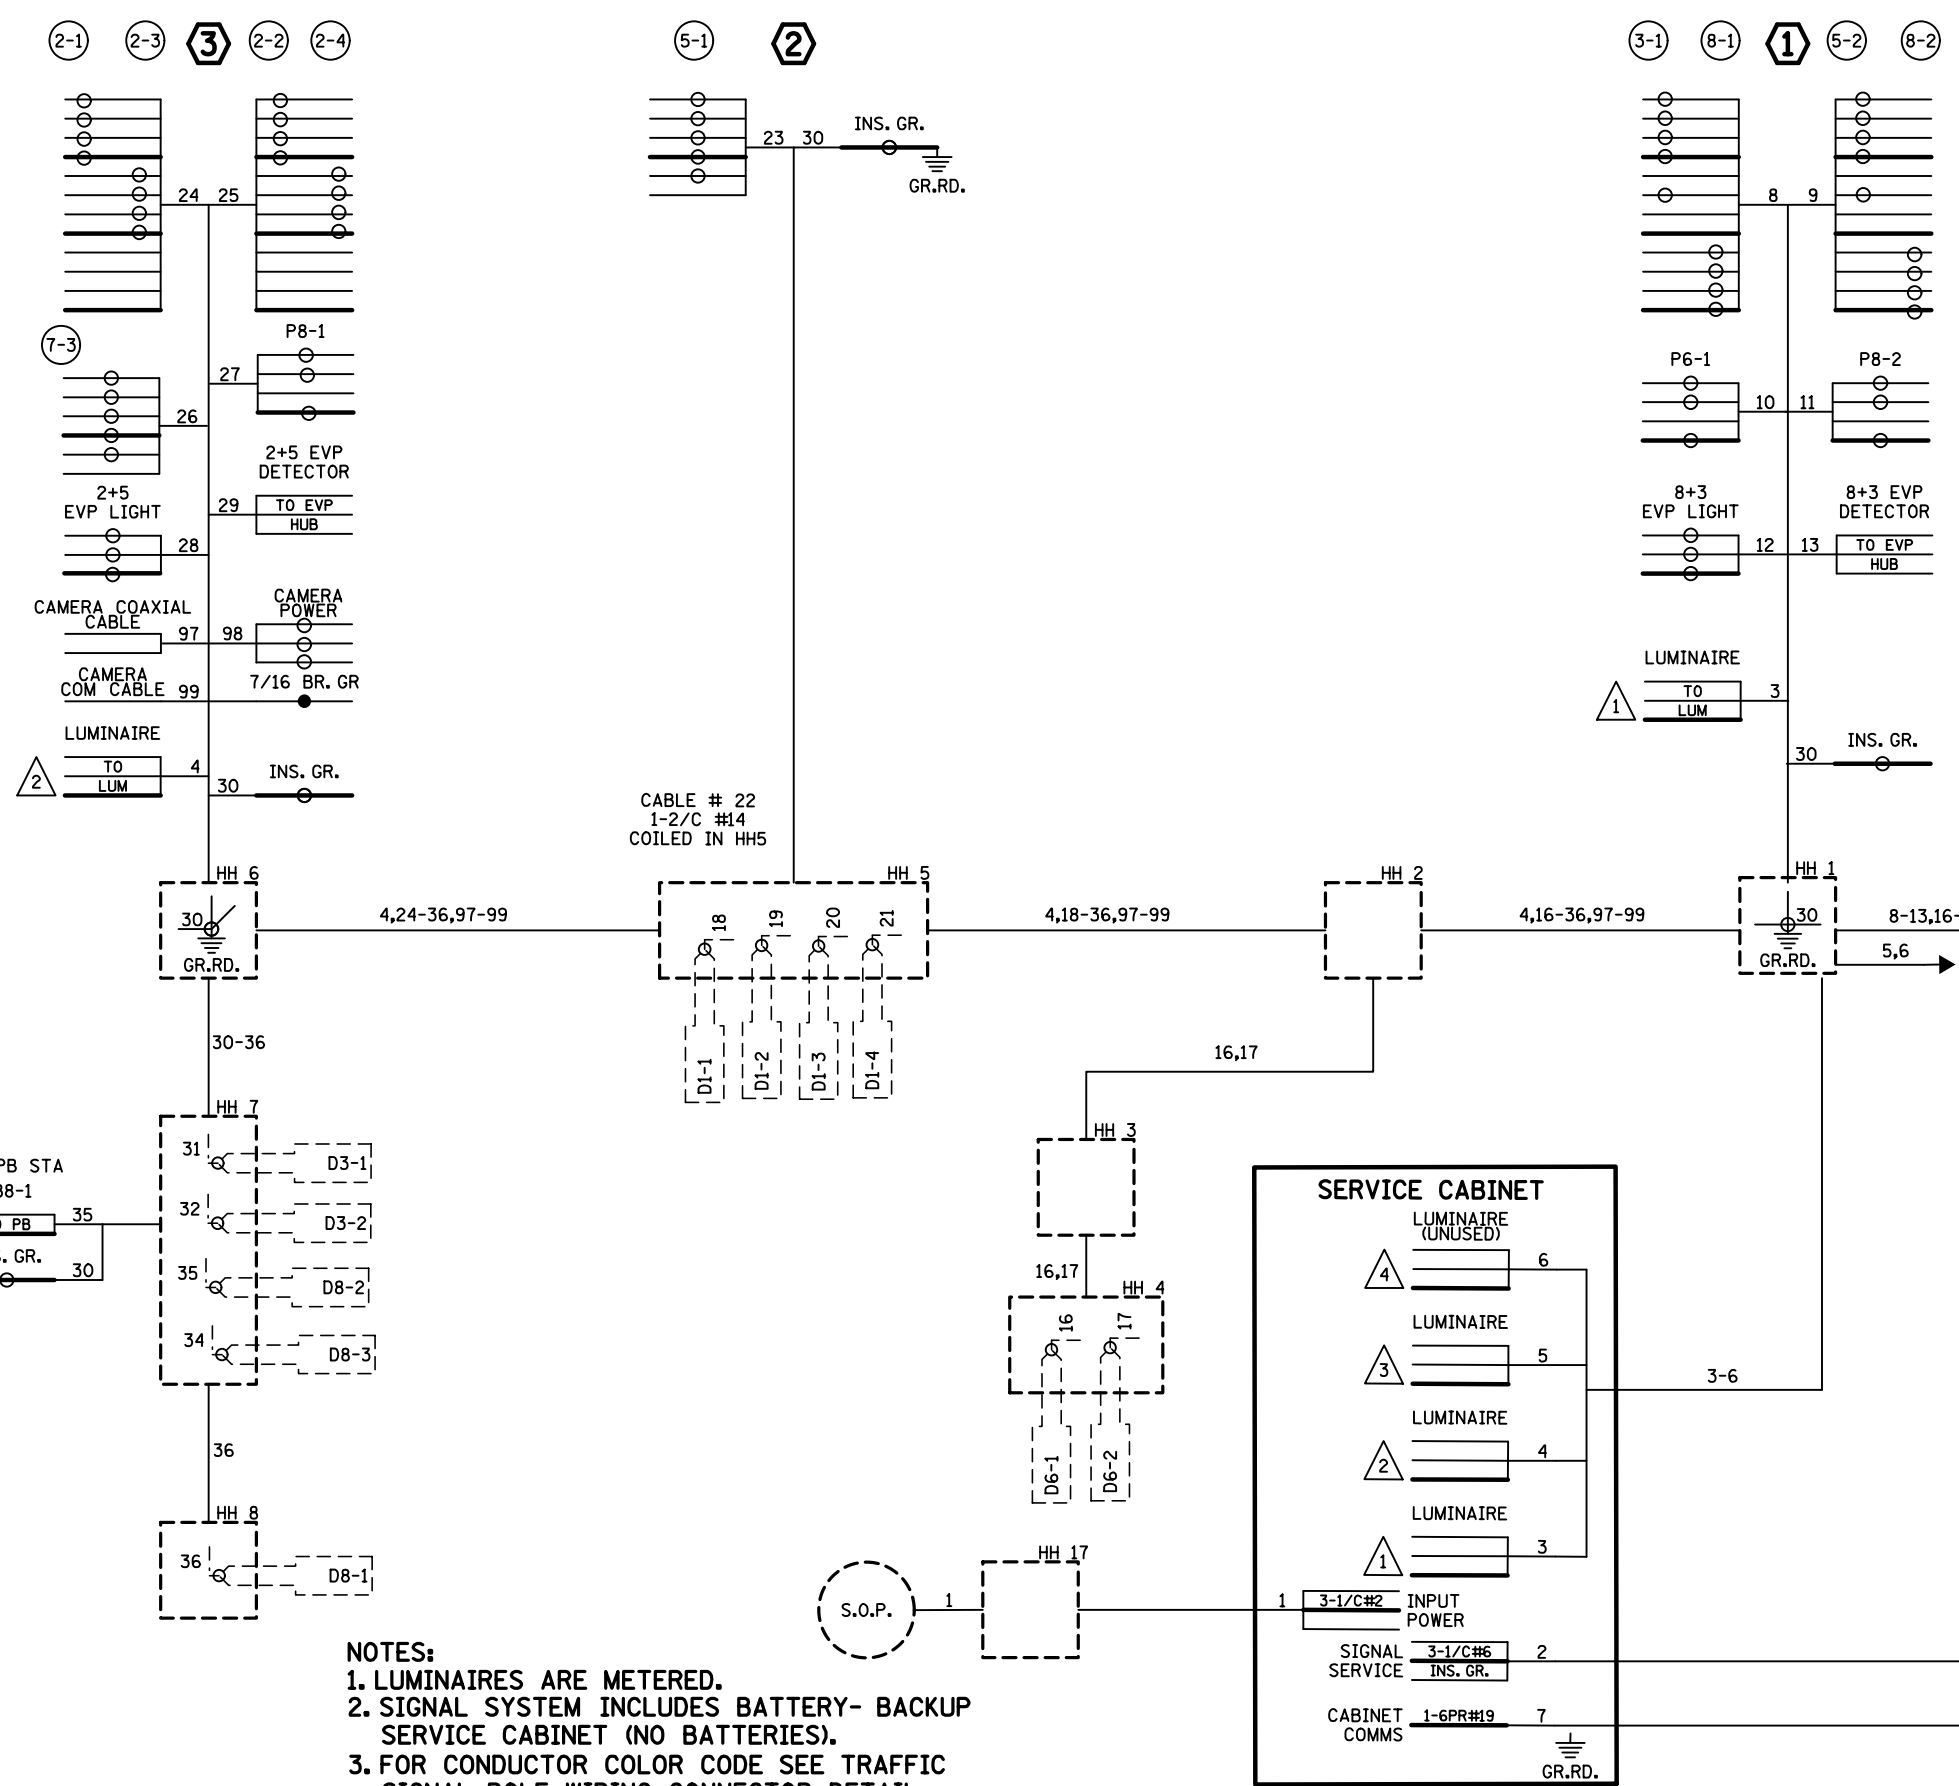 2-1 2-3 3 2-2 2-4
5-1 2
3-1 8-1 1 5-2 8-2
24 25
23 30
INS. GR.
GR.RD.
8 9
7-3
P8-1
27
26
2+5 EVP
DETECTOR
29 TO EVP
HUB
2+5
EVP LIGHT
28
CAMERA COAXIAL
CABLE
97 98
CAMERA
POWER
CAMERA
COM CABLE 99
7/16 BR. GR
LUMINAIRE
2 TO 4
LUM
30
INS. GR.
P6-1
P8-2
10 11
8+3
EVP LIGHT
8+3 EVP
DETECTOR
12 13 TO EVP
HUB
LUMINAIRE
1 TO 3
LUM
30
INS. GR.
CABLE # 22
1-2/C #14
COILED IN HH5
HH 6
30
GR.RD.
4,24-36,97-99
HH 5
18 19 20 21
D1-1 D1-2 D1-3 D1-4
4,18-36,97-99
HH 2
4,16-36,97-99
HH 1
30
GR.RD.
8-13,16-
5,6
30-36
16,17
HH 7
31 D3-1
32 D3-2
35 D8-2
34 D8-3
PB STA
8-1
PB 35
. GR.
30
HH 3
16,17
HH 4
16 17
D6-1 D6-2
36
HH 8
36 D8-1
S.O.P. 1
HH 17
SERVICE CABINET
LUMINAIRE
(UNUSED)
4 6
LUMINAIRE
3 5
3-6
LUMINAIRE
2 4
LUMINAIRE
1 3
1 3-1/C#2 INPUT
POWER
SIGNAL
SERVICE
3-1/C#6 2
INS. GR.
CABINET
COMMS
1-6PR#19 7
GR.RD.
NOTES:
1. LUMINAIRES ARE METERED.
2. SIGNAL SYSTEM INCLUDES BATTERY- BACKUP
SERVICE CABINET (NO BATTERIES).
3. FOR CONDUCTOR COLOR CODE SEE TRAFFIC
SIGNAL POLE WIRING CONNECTOR DETAIL